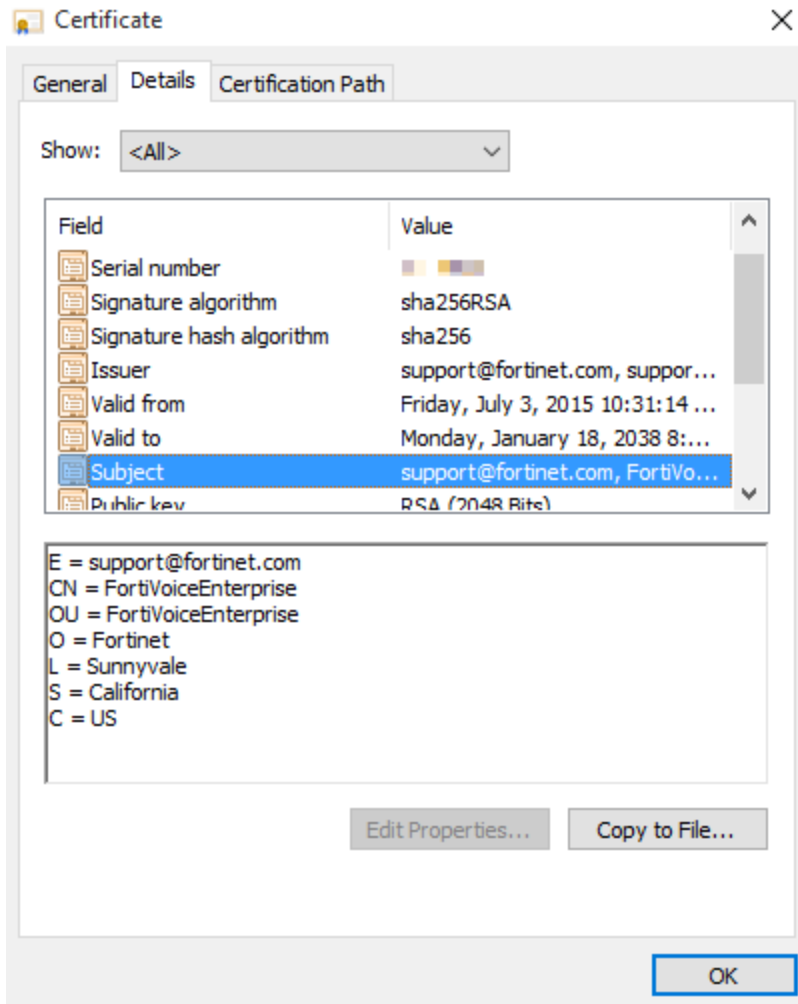 Certificate
General Details Certification Path
Show: <All>
Field Value
Serial number
Signature algorithm sha256RSA
Signature hash algorithm sha256
Issuer support@fortinet.com, suppor...
Valid from Friday, July 3, 2015 10:31:14 ...
Valid to Monday, January 18, 2038 8:...
Subject support@fortinet.com, FortiVo...
Public key RSA (2048 Bits)
E = support@fortinet.com
CN = FortiVoiceEnterprise
OU = FortiVoiceEnterprise
O = Fortinet
L = Sunnyvale
S = California
C = US
Edit Properties... Copy to File...
OK